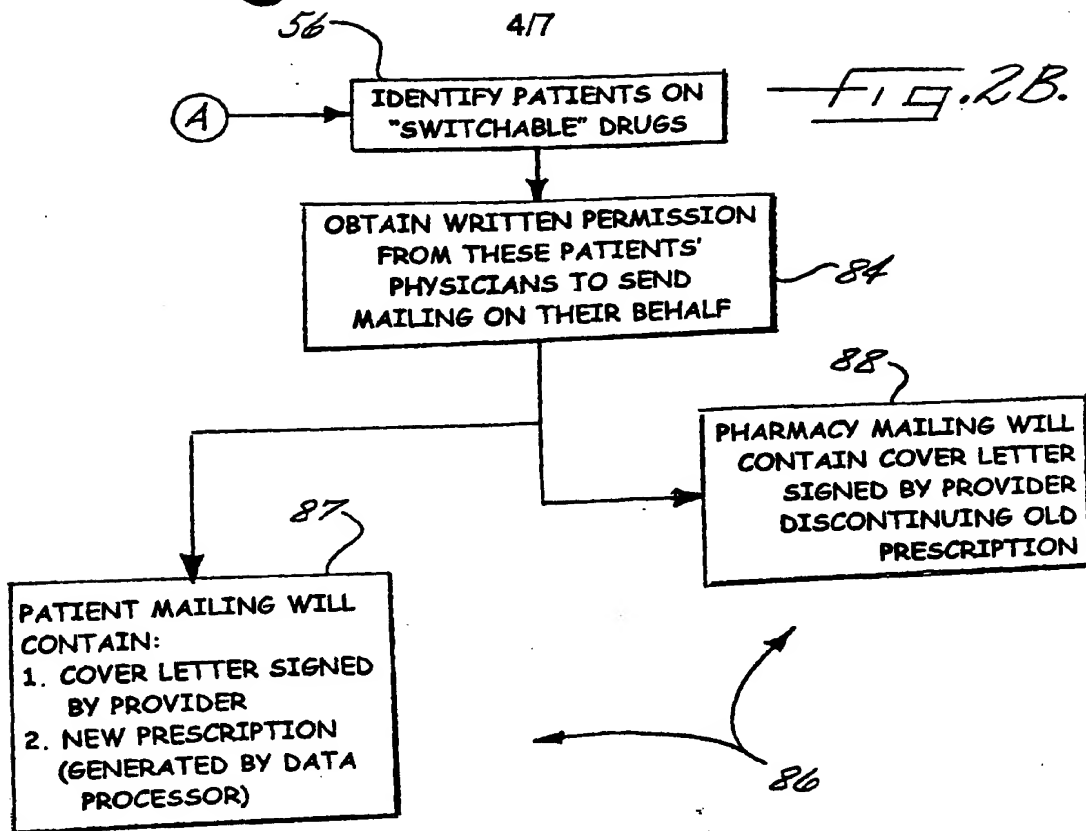 56
4/7
Fig. 2B.
A
IDENTIFY PATIENTS ON
"SWITCHABLE" DRUGS
OBTAIN WRITTEN PERMISSION
FROM THESE PATIENTS'
PHYSICIANS TO SEND
MAILING ON THEIR BEHALF
84
88
PHARMACY MAILING WILL
CONTAIN COVER LETTER
SIGNED BY PROVIDER
DISCONTINUING OLD
PRESCRIPTION
87
PATIENT MAILING WILL
CONTAIN:
1. COVER LETTER SIGNED
BY PROVIDER
2. NEW PRESCRIPTION
(GENERATED BY DATA
PROCESSOR)
86